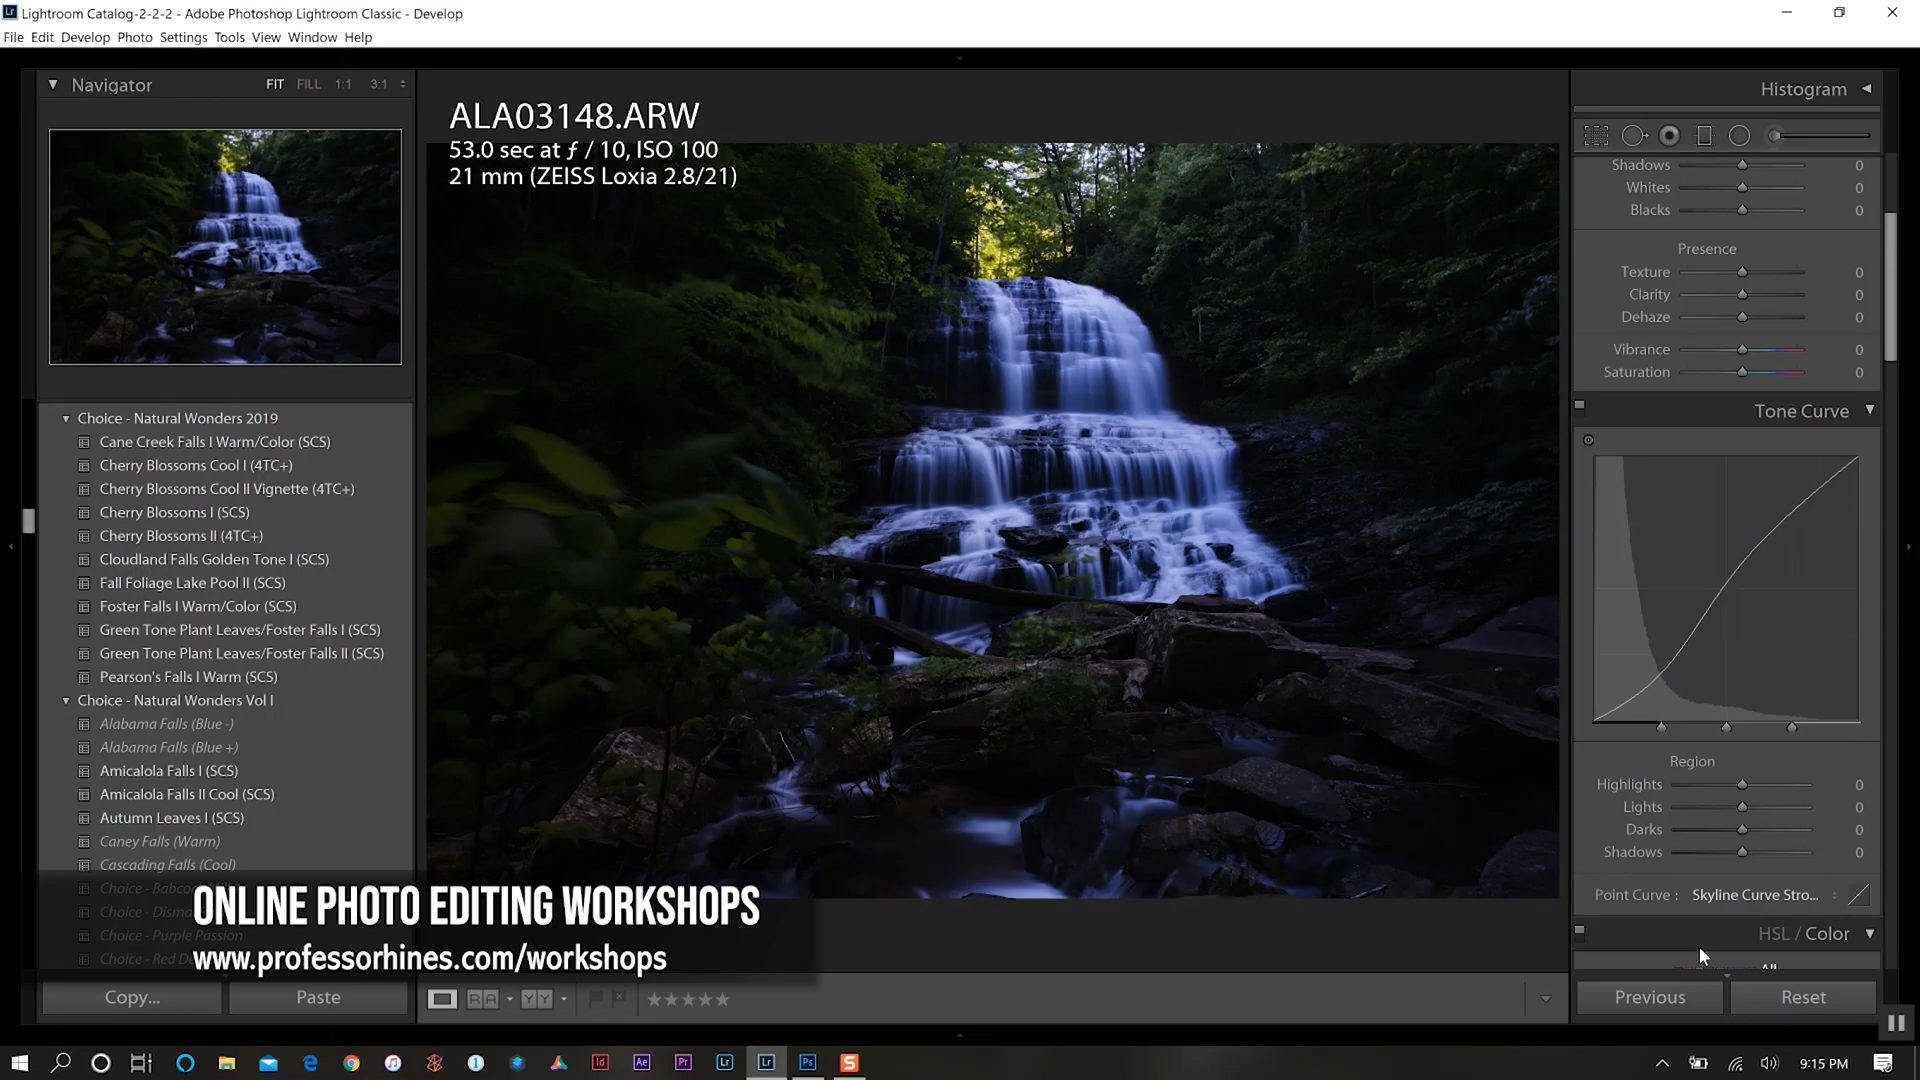 Lightroom Catalog-2-2-2 - Adobe Photoshop Lightroom Classic - Develop
File Edit Develop Photo Settings Tools View Window Help
Navigator FIT FILL 1:1 3:1
Choice - Natural Wonders 2019
Cane Creek Falls I Warm/Color (SCS)
Cherry Blossoms Cool I (4TC+)
Cherry Blossoms Cool II Vignette (4TC+)
Cherry Blossoms I (SCS)
Cherry Blossoms II (4TC+)
Cloudland Falls Golden Tone I (SCS)
Fall Foliage Lake Pool II (SCS)
Foster Falls I Warm/Color (SCS)
Green Tone Plant Leaves/Foster Falls I (SCS)
Green Tone Plant Leaves/Foster Falls II (SCS)
Pearson's Falls I Warm (SCS)
Choice - Natural Wonders Vol I
Alabama Falls (Blue -)
Alabama Falls (Blue +)
Amicalola Falls I (SCS)
Amicalola Falls II Cool (SCS)
Autumn Leaves I (SCS)
Caney Falls (Warm)
Cascading Falls (Cool)
Choice - Purple Passion
Copy... Paste
ALA03148.ARW
53.0 sec at ƒ / 10, ISO 100
21 mm (ZEISS Loxia 2.8/21)
ONLINE PHOTO EDITING WORKSHOPS
www.professorhines.com/workshops
RA YY
Histogram
Shadows 0
Whites 0
Blacks 0
Presence
Texture 0
Clarity 0
Dehaze 0
Vibrance 0
Saturation 0
Tone Curve
Region
Highlights 0
Lights 0
Darks 0
Shadows 0
Point Curve : Skyline Curve Stro...
HSL / Color
All
Previous Reset
Id Ae Pr Lr Lr Ps S
9:15 PM